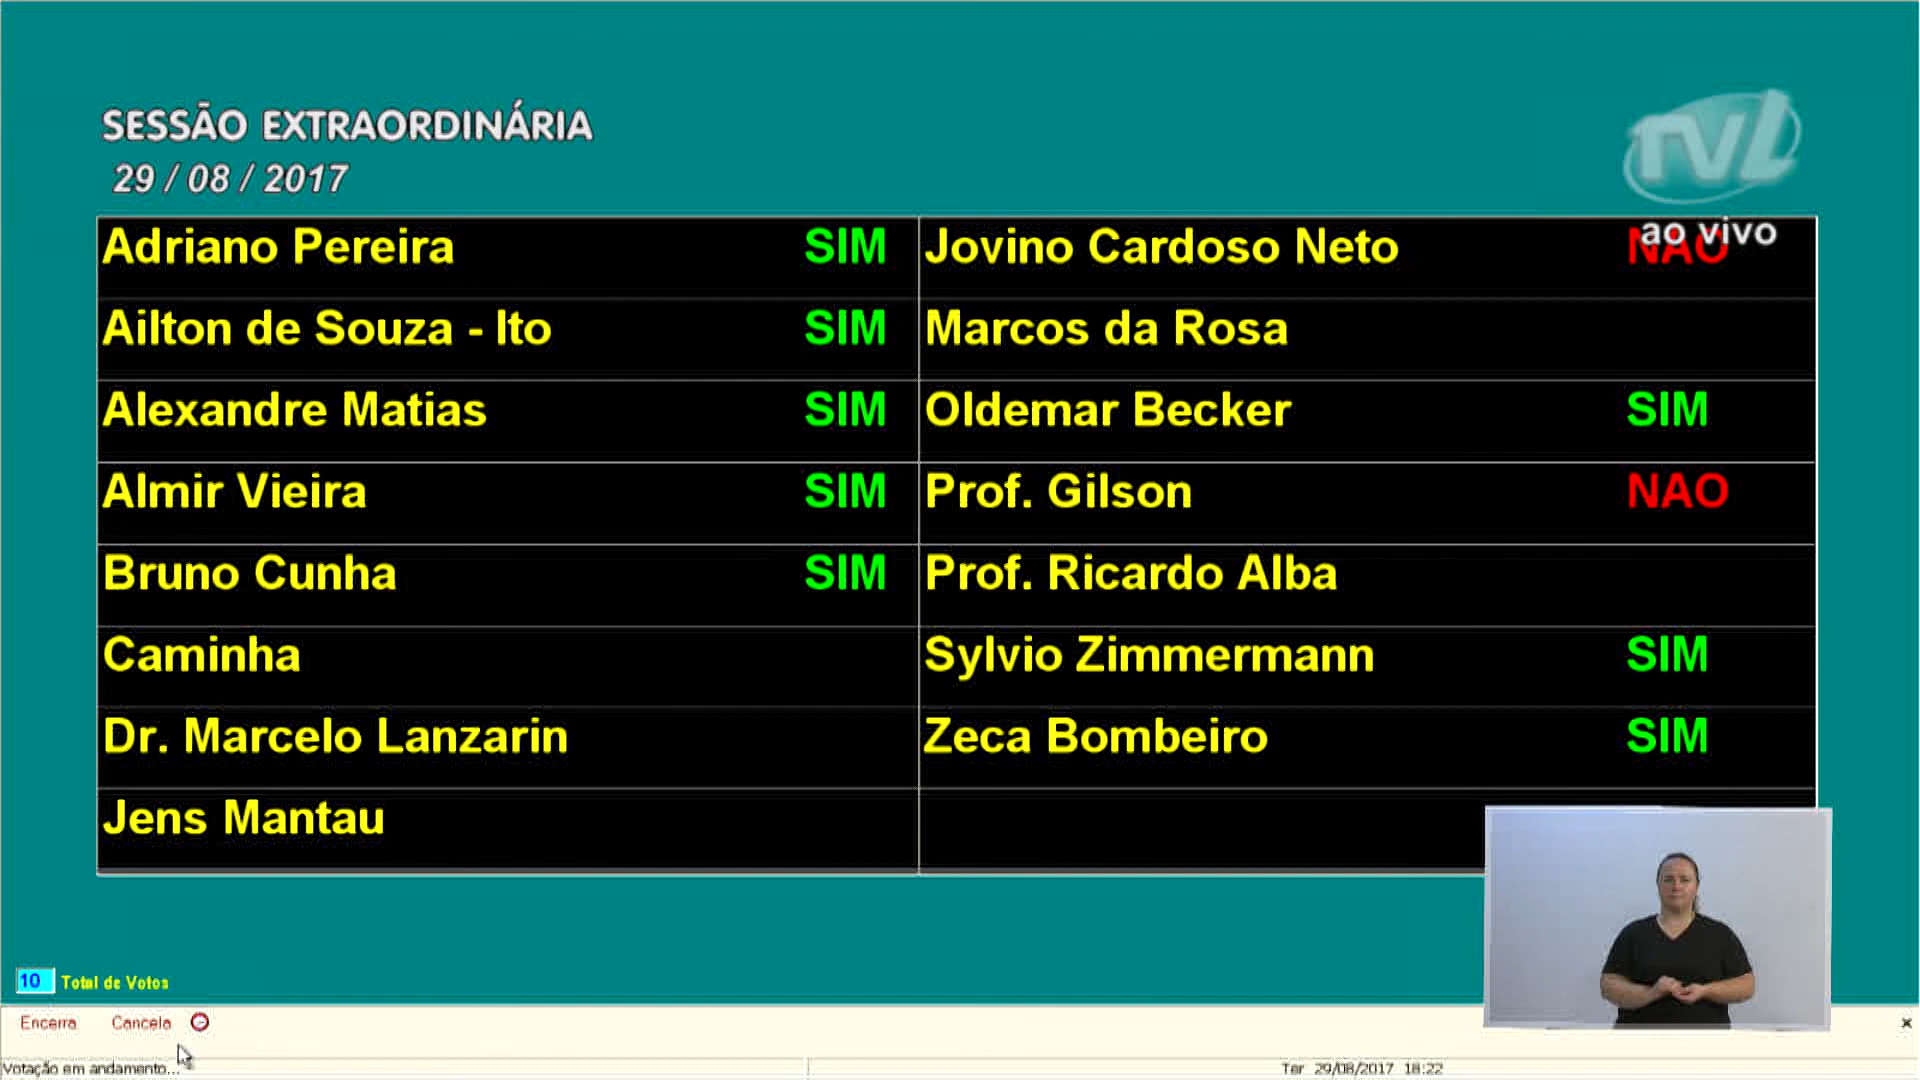 SESSÃO EXTRAORDINÁRIA
29 / 08 / 2017
TVL
ao vivo
Adriano Pereira SIM
Jovino Cardoso Neto NAO
Ailton de Souza - Ito SIM
Marcos da Rosa
Alexandre Matias SIM
Oldemar Becker SIM
Almir Vieira SIM
Prof. Gilson NAO
Bruno Cunha SIM
Prof. Ricardo Alba
Caminha
Sylvio Zimmermann SIM
Dr. Marcelo Lanzarin
Zeca Bombeiro SIM
Jens Mantau
10 Total de Votos
Encerra Cancela
Votação em andamento...
Ter 29/08/2017 18:22